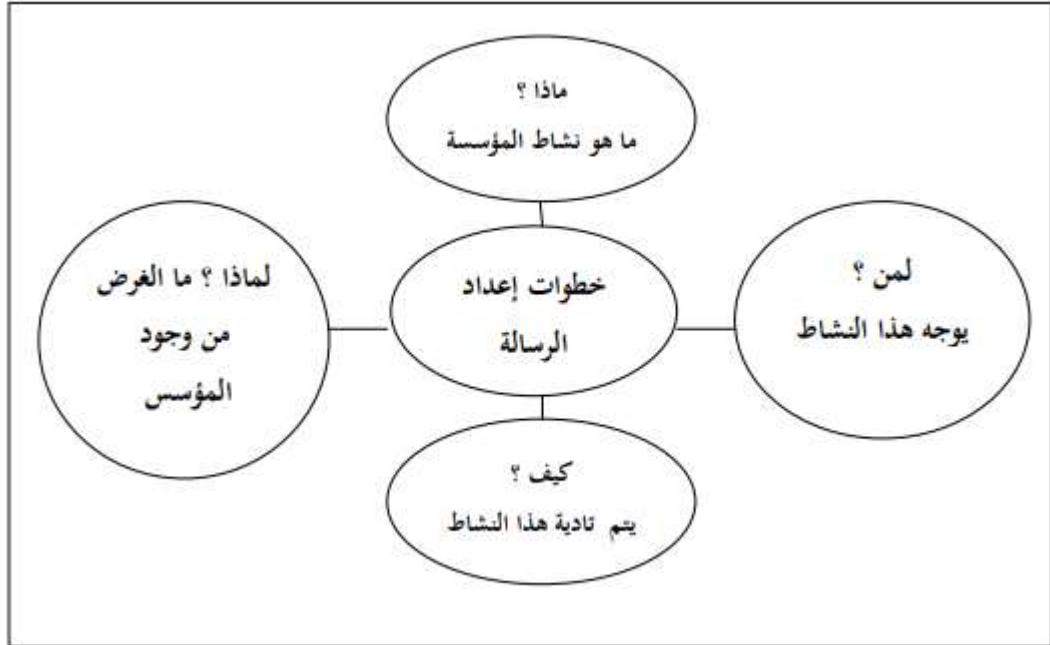 ماذا ؟
ما هو نشاط المؤسسة
لمن ؟
يوجه هذا النشاط
خطوات إعداد
الرسالة
لماذا ؟ ما الغرض
من وجود
المؤسس
كيف ؟
يتم تادية هذا النشاط